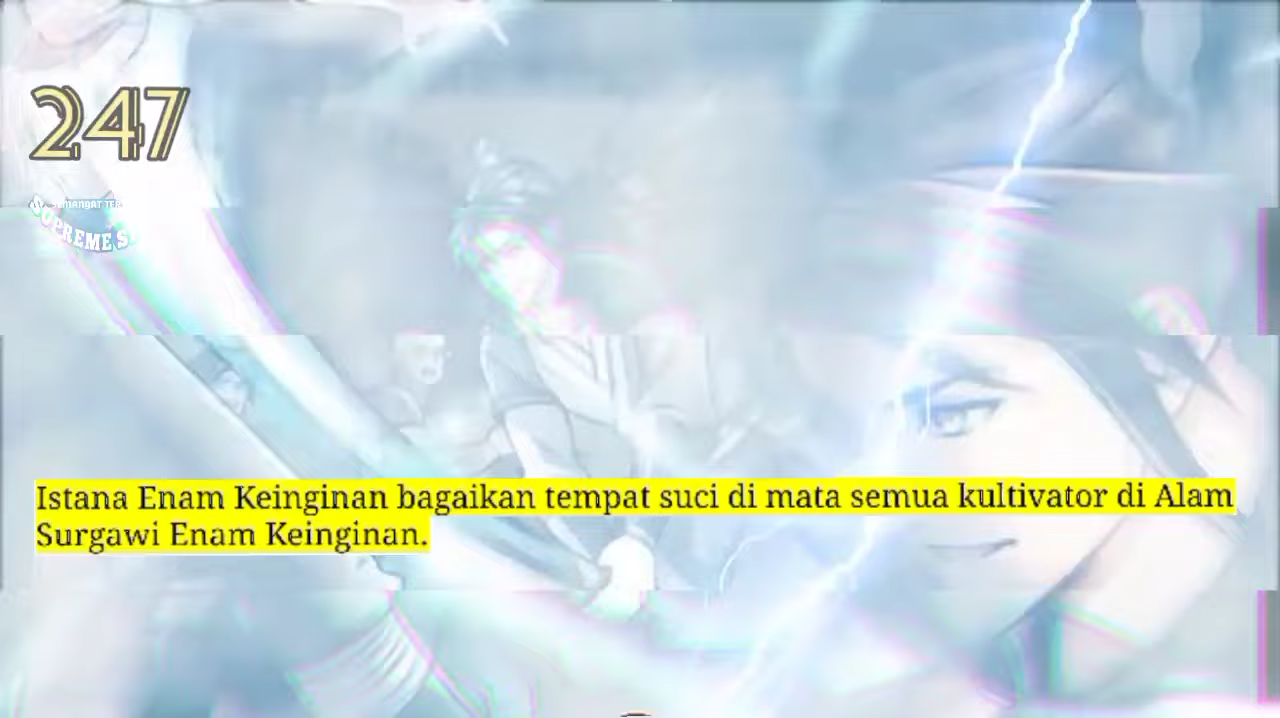 247
Istana Enam Keinginan bagaikan tempat suci di mata semua kultivator di Alam
Surgawi Enam Keinginan.